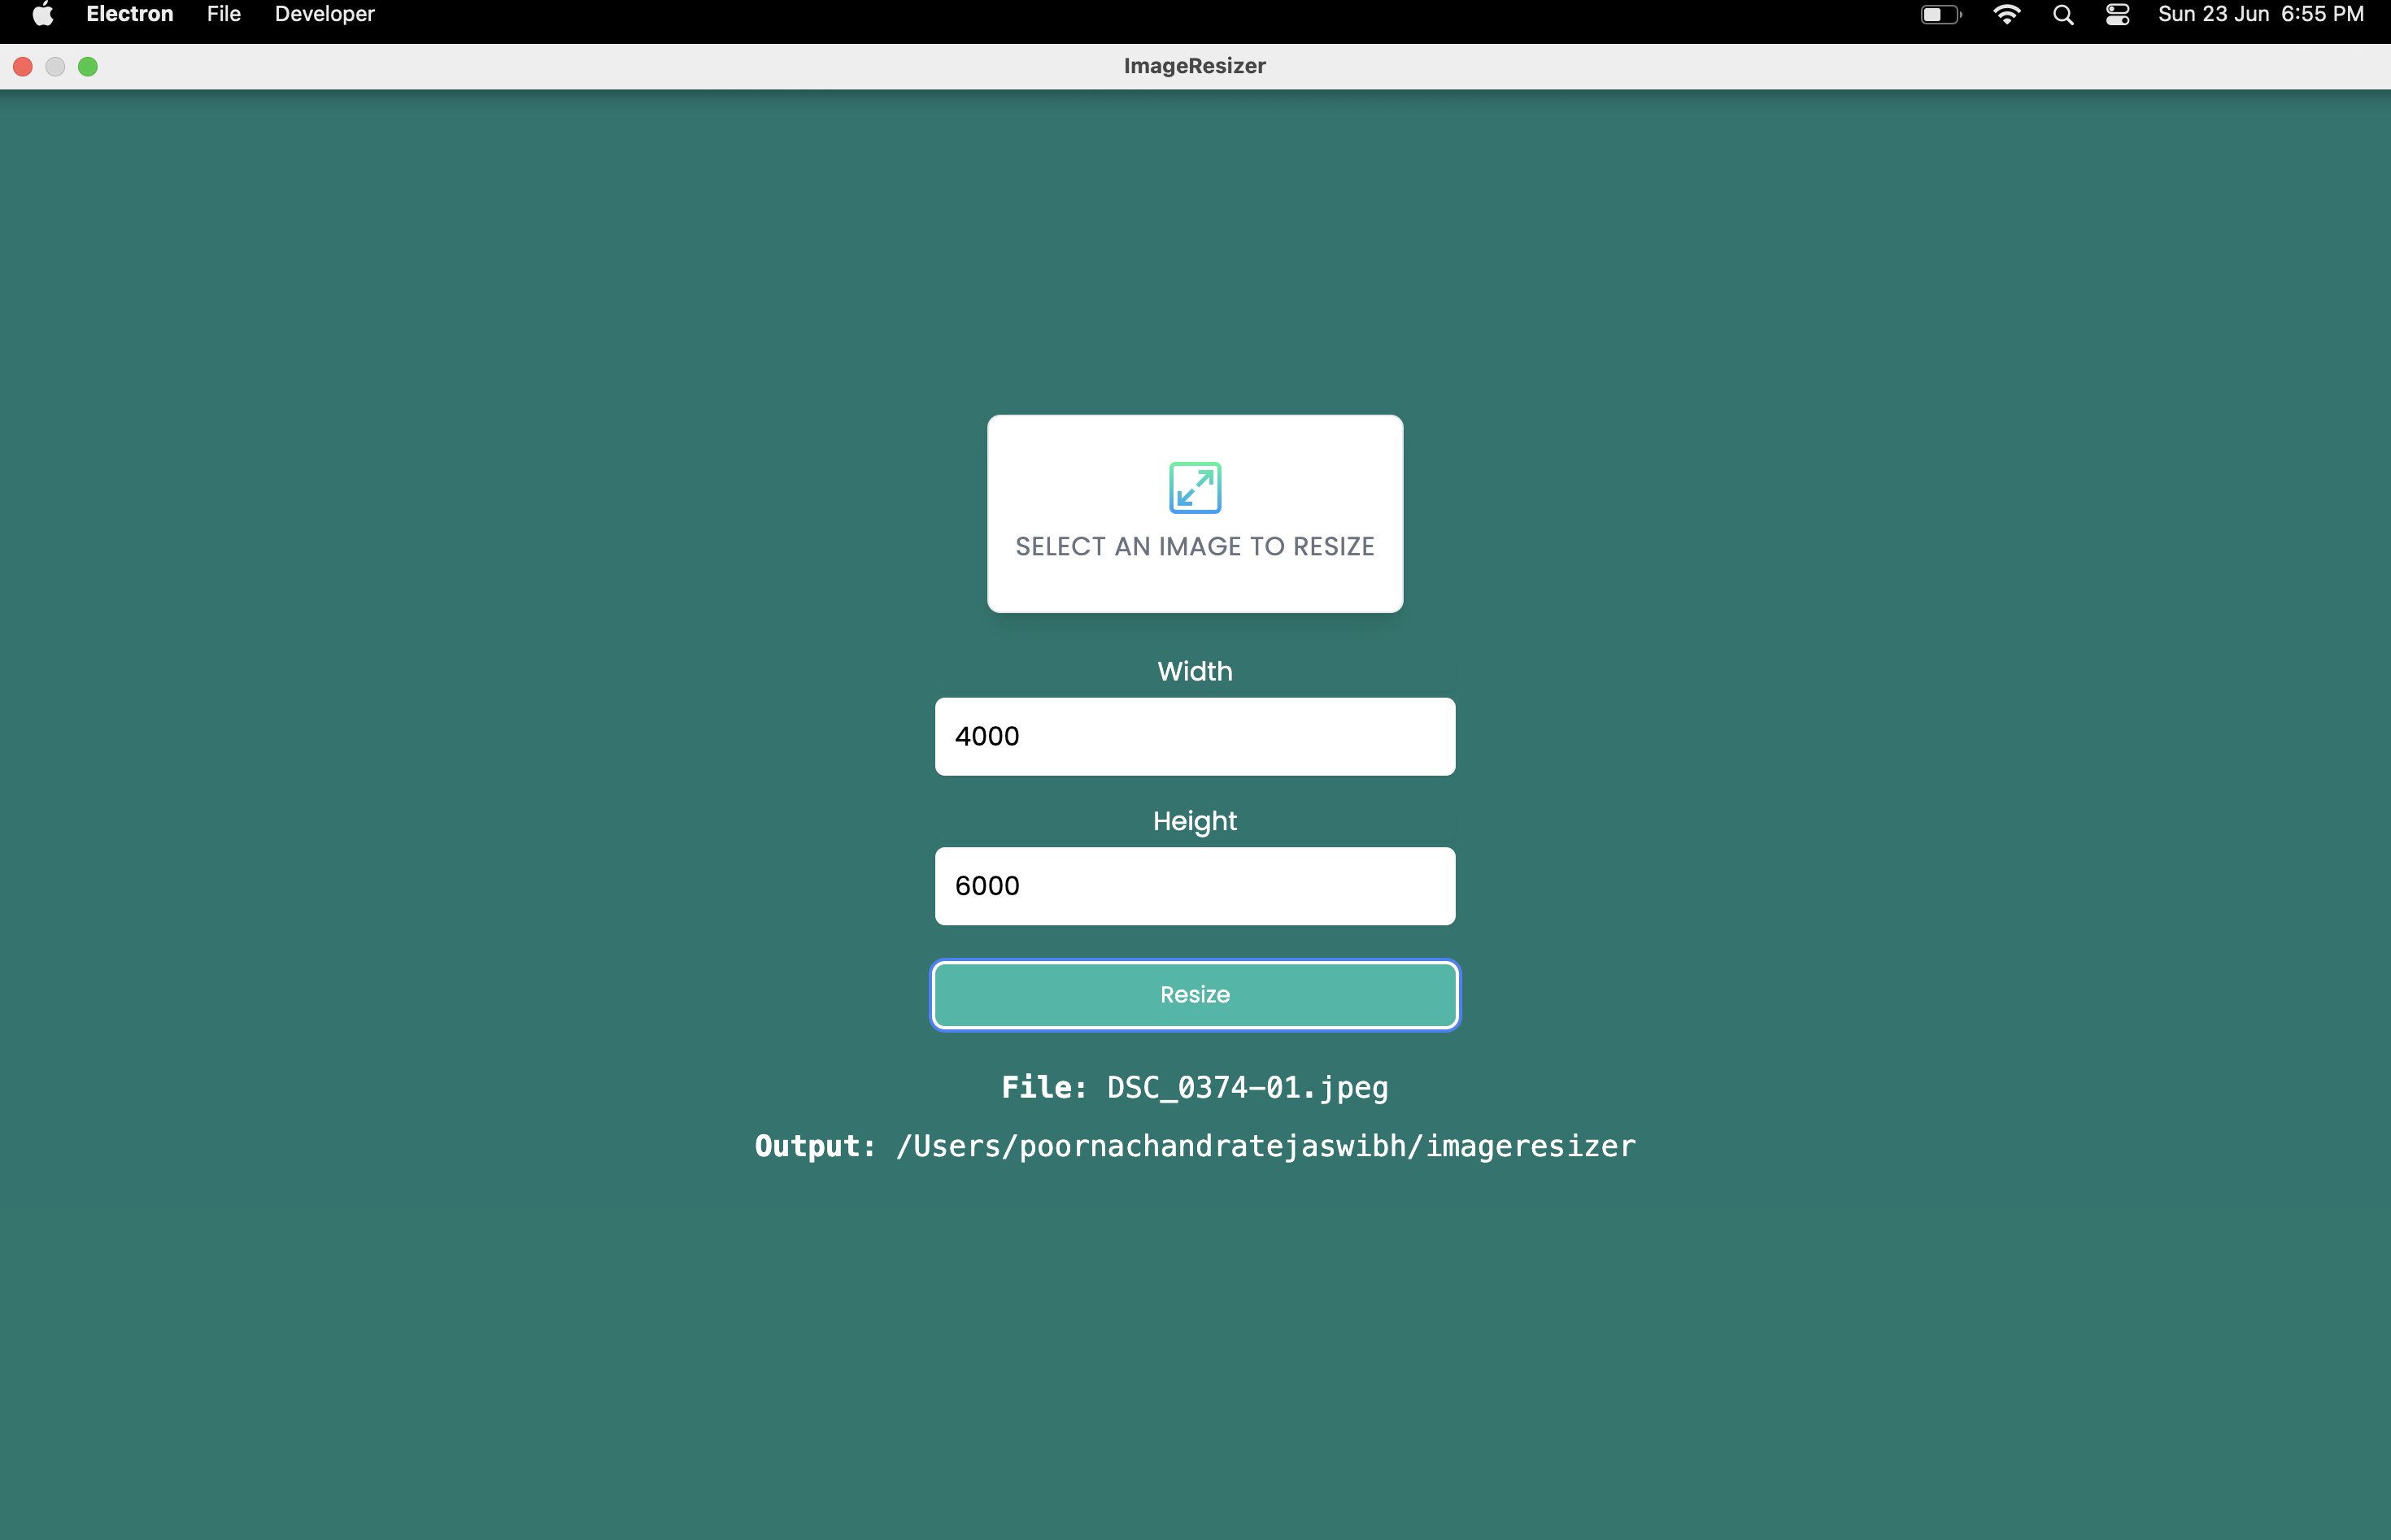 Electron File Developer Sun 23 Jun 6:55 PM
ImageResizer
SELECT AN IMAGE TO RESIZE
Width
4000
Height
6000
Resize
File: DSC_0374-01.jpeg
Output: /Users/poornachandratejaswibh/imageresizer